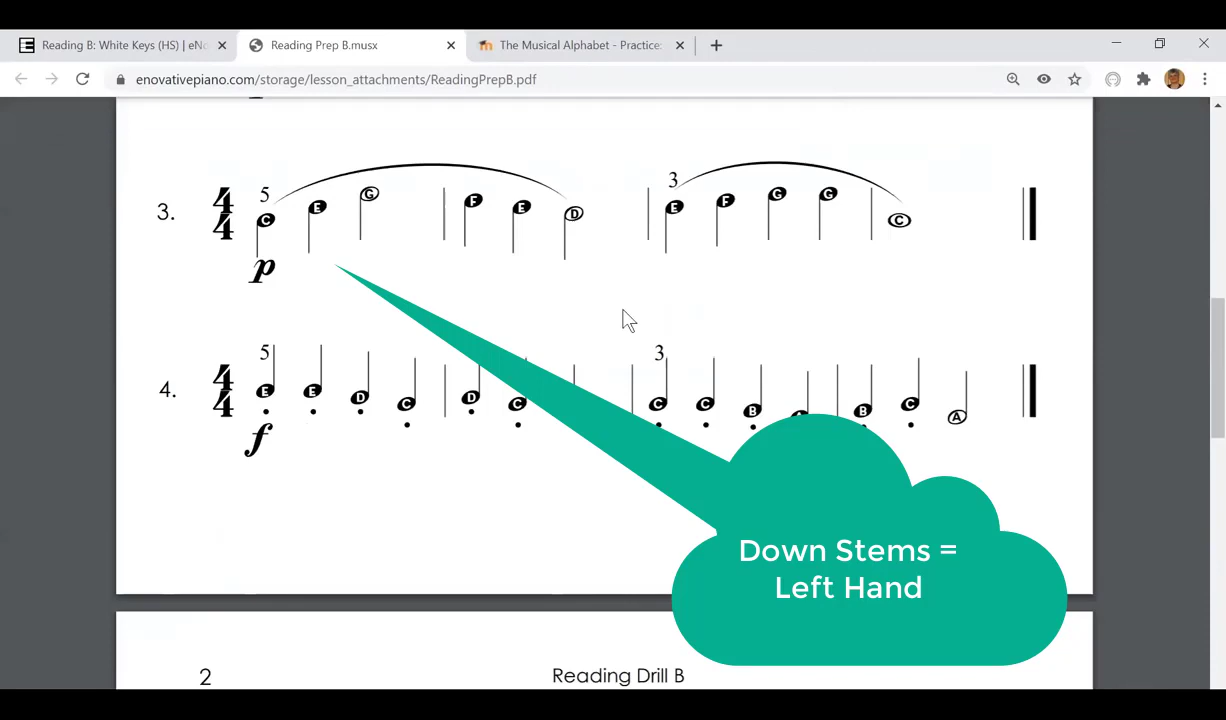 Reading B: White Keys (HS) | eNo
Reading Prep B.musx
The Musical Alphabet - Practice:
enovativepiano.com/storage/lesson_attachments/ReadingPrepB.pdf
3.
4
4
5
3
C E G F E D E F G G C
p
4.
4
4
5
3
E E D C D C C C B B C A
f
Down Stems =
Left Hand
2
Reading Drill B